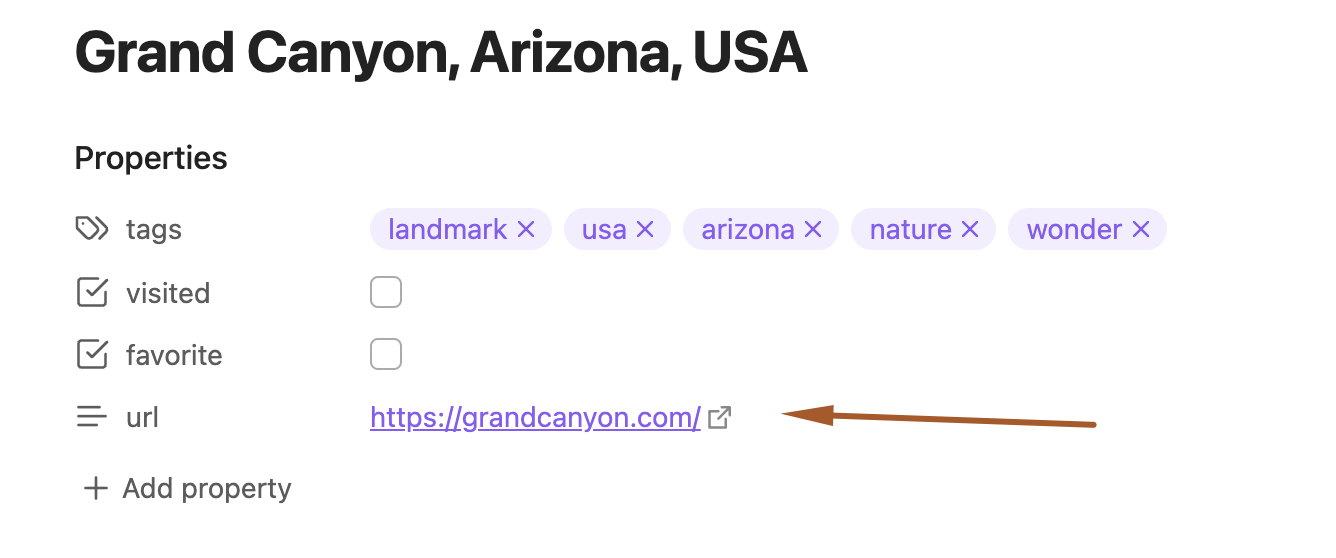 Grand Canyon, Arizona, USA
Properties
tags landmark usa arizona nature wonder
visited
favorite
url https://grandcanyon.com/
Add property